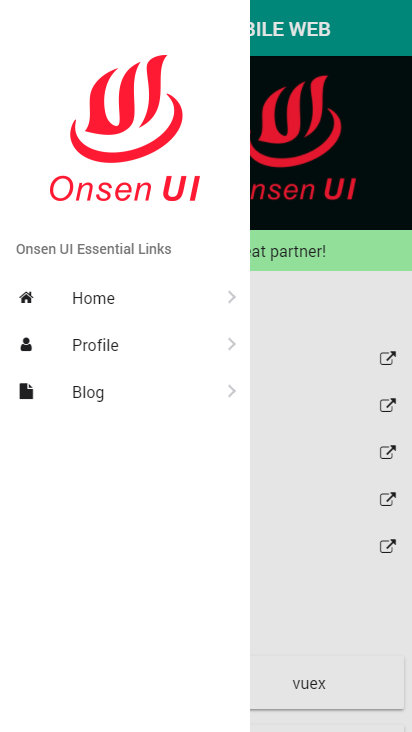 BILE WEB
Onsen UI
nsen UI
Onsen UI Essential Links
eat partner!
Home
Profile
Blog
vuex